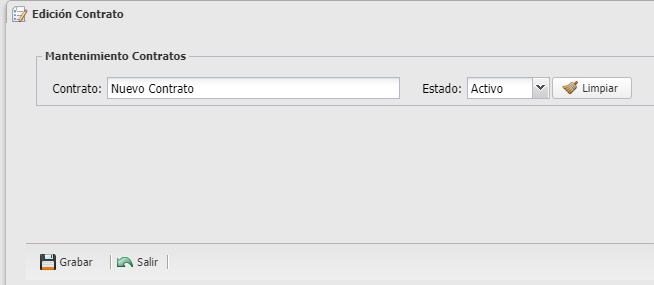 Edición Contrato
Mantenimiento Contratos
Contrato: Nuevo Contrato Estado: Activo Limpiar
Grabar Salir